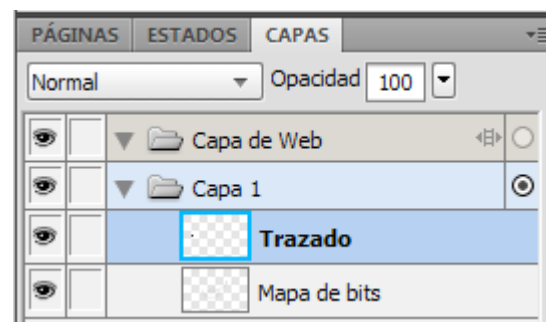 PÁGINAS ESTADOS CAPAS
Normal Opacidad 100
Capa de Web
Capa 1
Trazado
Mapa de bits